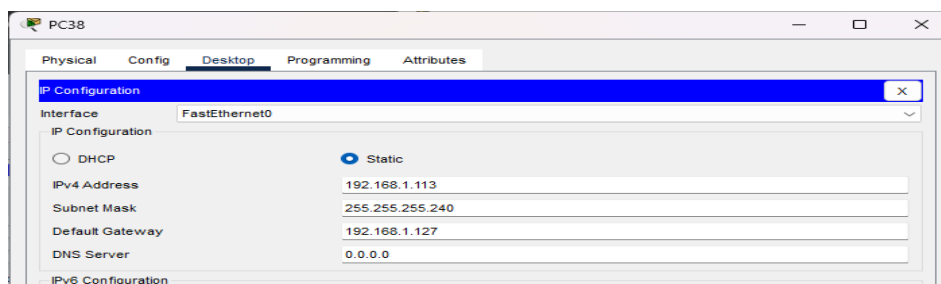 PC38
Physical Config Desktop Programming Attributes
IP Configuration
X
Interface FastEthernet0
IP Configuration
DHCP Static
IPv4 Address 192.168.1.113
Subnet Mask 255.255.255.240
Default Gateway 192.168.1.127
DNS Server 0.0.0.0
IPv6 Configuration